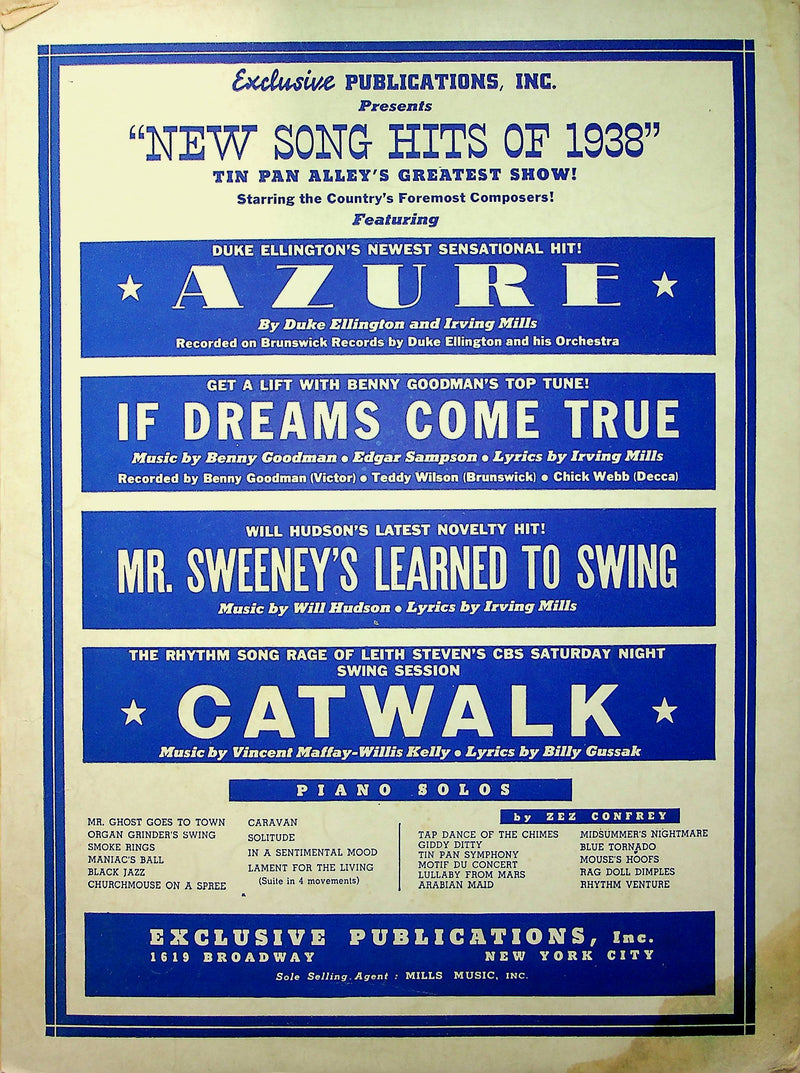 Exclusive PUBLICATIONS, INC.
Presents
"NEW SONG HITS OF 1938"
TIN PAN ALLEY'S GREATEST SHOW!
Starring the Country's Foremost Composers!
Featuring
DUKE ELLINGTON'S NEWEST SENSATIONAL HIT!
AZURE
By Duke Ellington and Irving Mills
Recorded on Brunswick Records by Duke Ellington and his Orchestra
GET A LIFT WITH BENNY GOODMAN'S TOP TUNE!
IF DREAMS COME TRUE
Music by Benny Goodman • Edgar Sampson • Lyrics by Irving Mills
Recorded by Benny Goodman (Victor) • Teddy Wilson (Brunswick) • Chick Webb (Decca)
WILL HUDSON'S LATEST NOVELTY HIT!
MR. SWEENEY'S LEARNED TO SWING
Music by Will Hudson • Lyrics by Irving Mills
THE RHYTHM SONG RAGE OF LEITH STEVEN'S CBS SATURDAY NIGHT
SWING SESSION
CATWALK
Music by Vincent Maffay-Willis Kelly • Lyrics by Billy Gussak
PIANO SOLOS
MR. GHOST GOES TO TOWN
ORGAN GRINDER'S SWING
SMOKE RINGS
MANIAC'S BALL
BLACK JAZZ
CHURCHMOUSE ON A SPREE
CARAVAN
SOLITUDE
IN A SENTIMENTAL MOOD
LAMENT FOR THE LIVING
(Suite in 4 movements)
by ZEZ CONFREY
TAP DANCE OF THE CHIMES
GIDDY DITTY
TIN PAN SYMPHONY
MOTIF DU CONCERT
LULLABY FROM MARS
ARABIAN MAID
MIDSUMMER'S NIGHTMARE
BLUE TORNADO
MOUSE'S HOOFS
RAG DOLL DIMPLES
RHYTHM VENTURE
EXCLUSIVE PUBLICATIONS, Inc.
1619 BROADWAY NEW YORK CITY
Sole Selling Agent : MILLS MUSIC, INC.